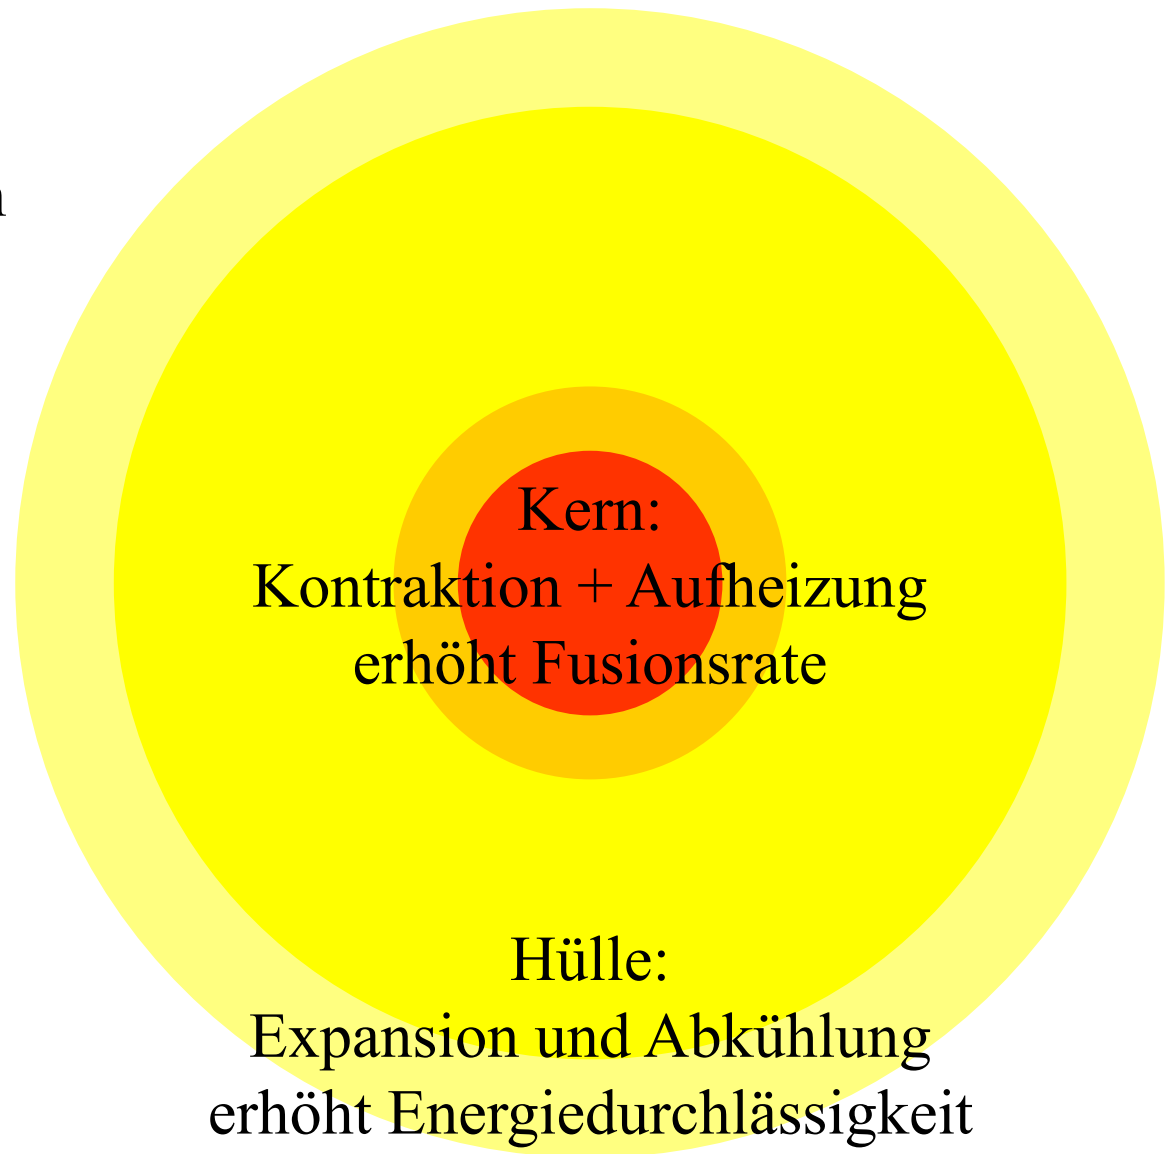 n
Kern:
Kontraktion + Aufheizung
erhöht Fusionsrate
Hülle:
Expansion und Abkühlung
erhöht Energiedurchlässigkeit